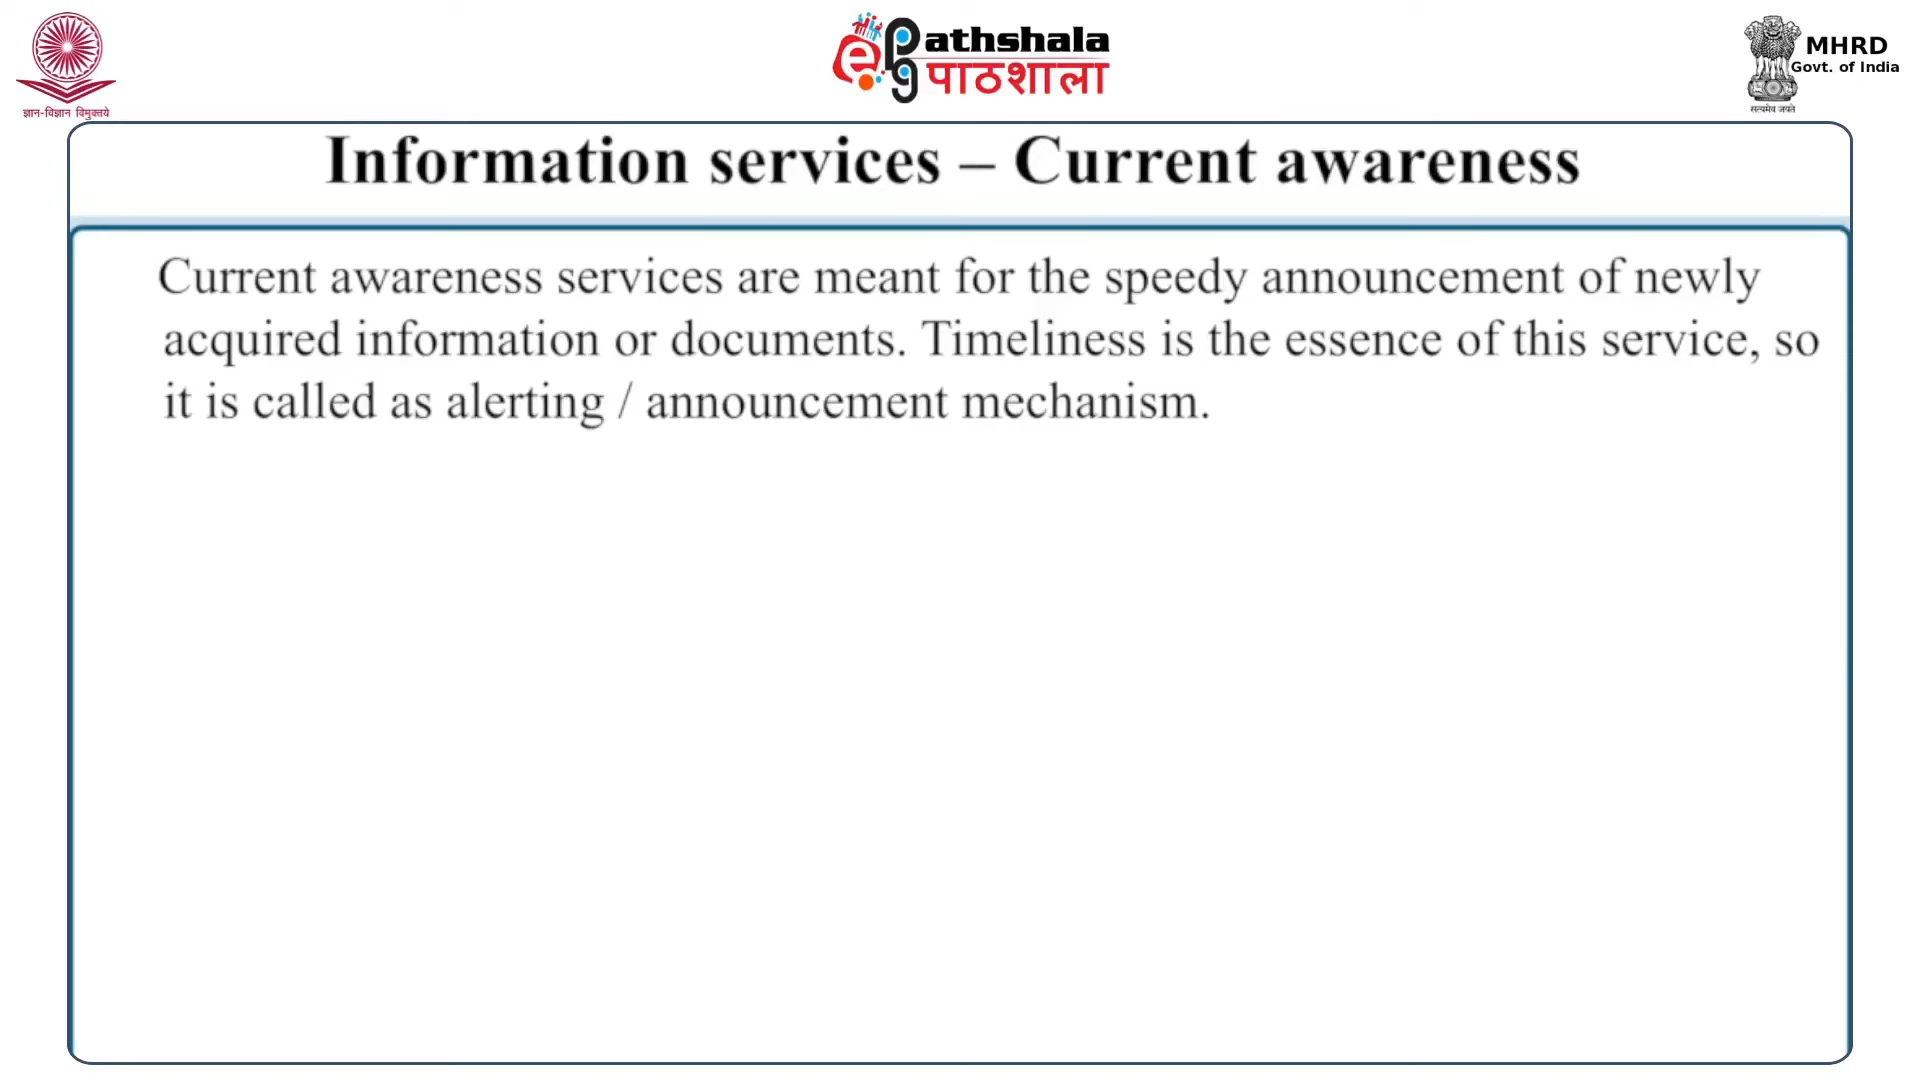 ज्ञान-विज्ञान विमुक्तये
e Pg athshala
पाठशाला
सत्यमेव जयते
MHRD
Govt. of India
Information services – Current awareness
Current awareness services are meant for the speedy announcement of newly
acquired information or documents. Timeliness is the essence of this service, so
it is called as alerting / announcement mechanism.